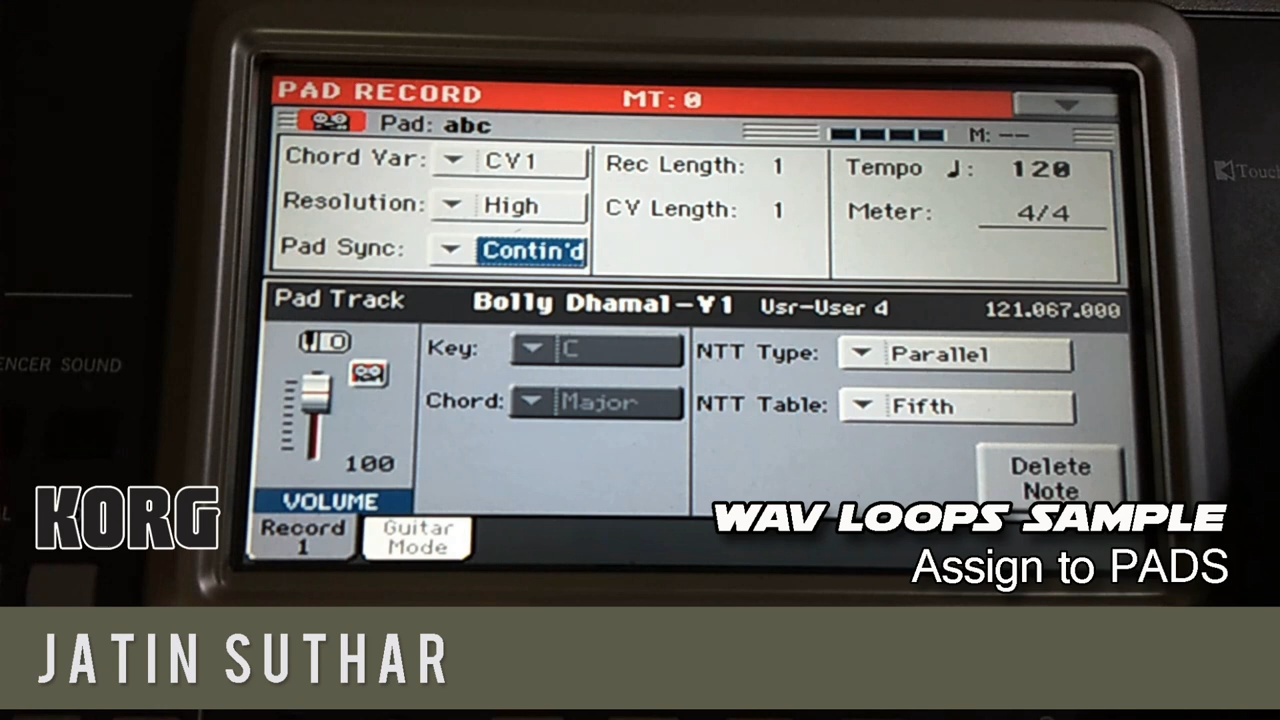 PAD RECORD MT: 0
Pad: abc M: --
Chord Var: CV1 Rec Length: 1 Tempo ♩: 120
Resolution: High CV Length: 1 Meter: 4/4
Pad Sync: Contin'd
Pad Track Bolly Dhamal-V1 Usr-User 4 121.067.000
Key: C NTT Type: Parallel
Chord: Major NTT Table: Fifth
100
Delete
Note
VOLUME
Record
1
Guitar
Mode
Touc
ENCER SOUND
KORG
WAV LOOPS SAMPLE
Assign to PADS
JATIN SUTHAR